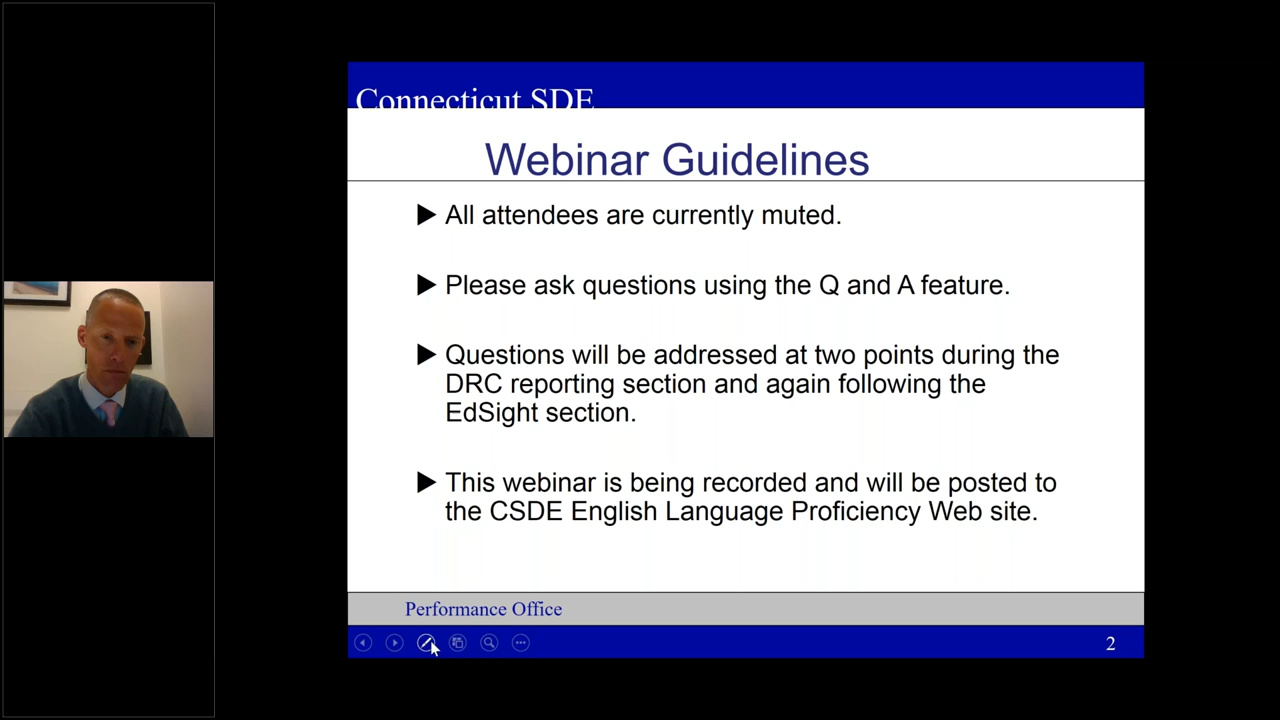 Connecticut SDE
Webinar Guidelines
All attendees are currently muted.
Please ask questions using the Q and A feature.
Questions will be addressed at two points during the
DRC reporting section and again following the
EdSight section.
This webinar is being recorded and will be posted to
the CSDE English Language Proficiency Web site.
Performance Office
2